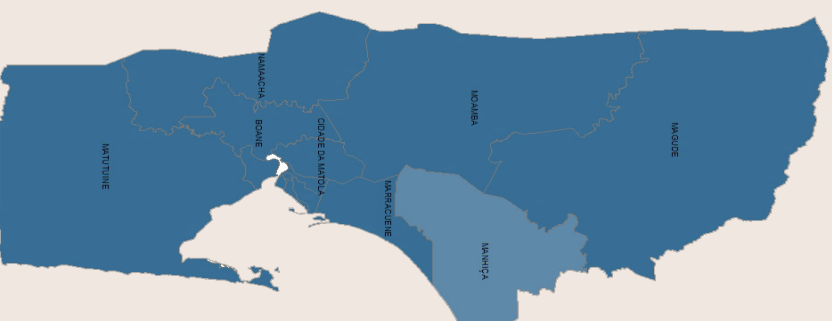 MATUTUINE
NAMAACHA
BOANE
CIDADE DA MATOLA
MARRACUENE
MOAMBA
MANHIÇA
MAGUDE